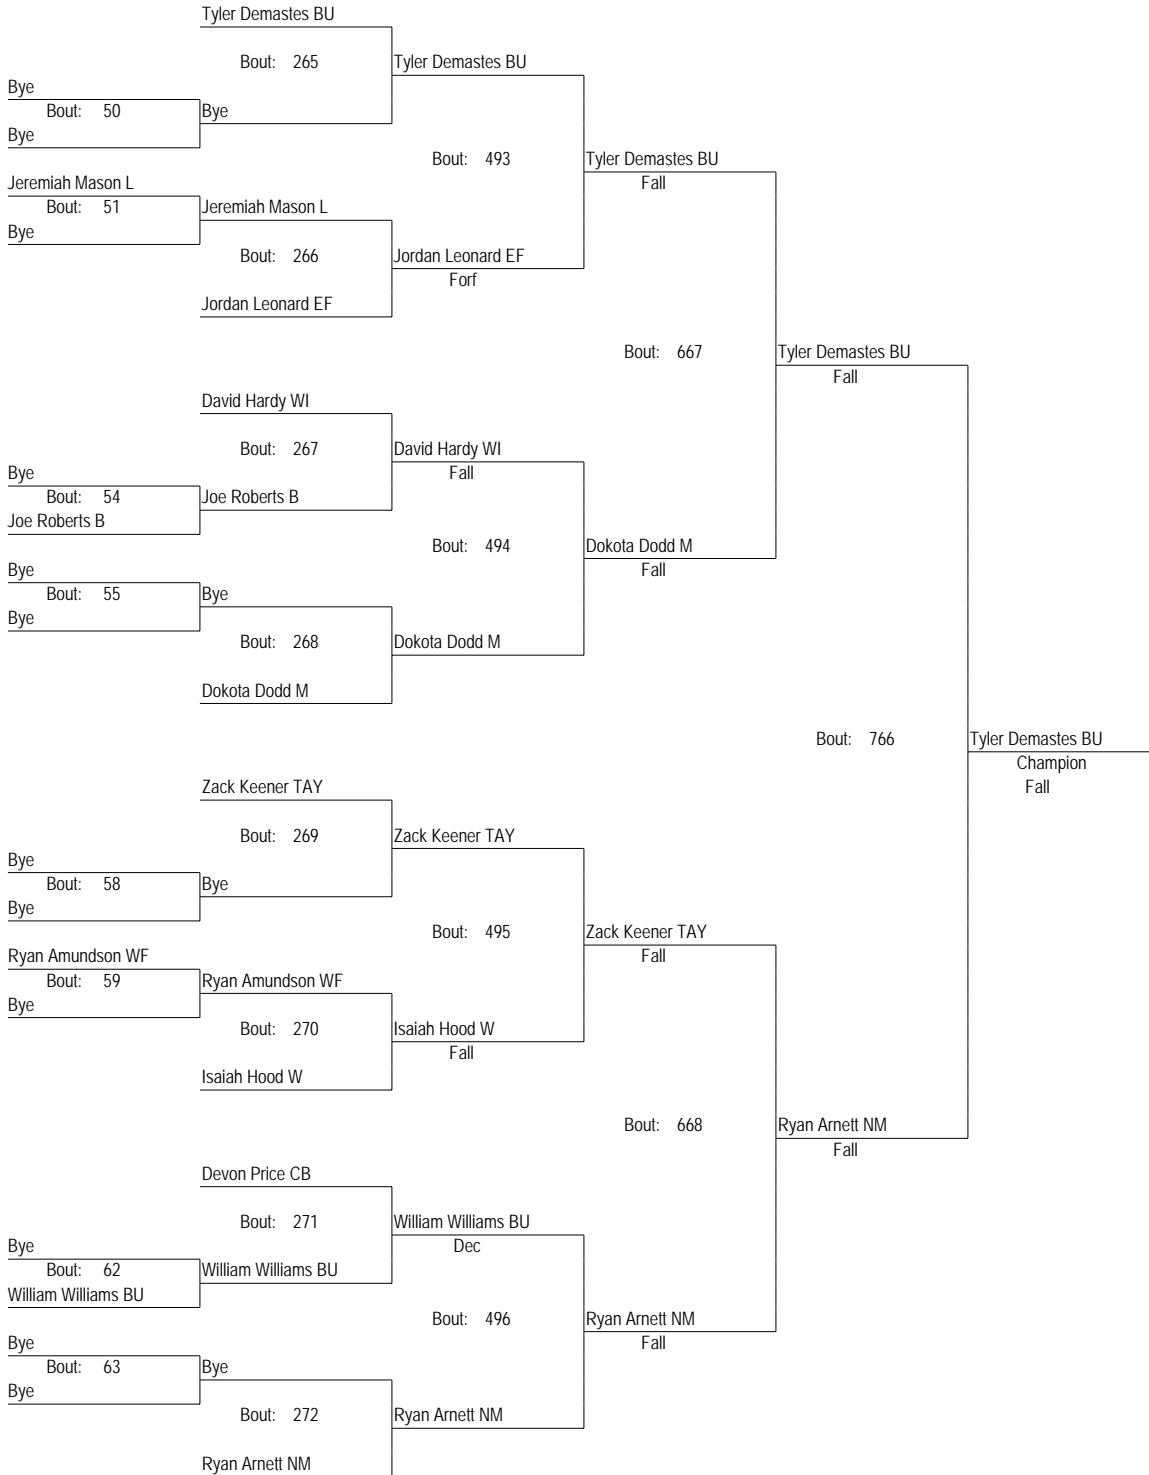 Tyler Demastes BU
Bout: 265
Tyler Demastes BU
Bye
Bout: 50
Bye
Bye
Bout: 493
Tyler Demastes BU
Fall
Jeremiah Mason L
Bout: 51
Jeremiah Mason L
Bye
Bout: 266
Jordan Leonard EF
Forf
Jordan Leonard EF
Bout: 667
Tyler Demastes BU
Fall
David Hardy WI
Bout: 267
David Hardy WI
Fall
Bye
Bout: 54
Joe Roberts B
Joe Roberts B
Bout: 494
Dokota Dodd M
Fall
Bye
Bout: 55
Bye
Bye
Bout: 268
Dokota Dodd M
Dokota Dodd M
Bout: 766
Tyler Demastes BU
Champion
Fall
Zack Keener TAY
Bout: 269
Zack Keener TAY
Bye
Bout: 58
Bye
Bye
Bout: 495
Zack Keener TAY
Fall
Ryan Amundson WF
Bout: 59
Ryan Amundson WF
Bye
Bout: 270
Isaiah Hood W
Fall
Isaiah Hood W
Bout: 668
Ryan Arnett NM
Fall
Devon Price CB
Bout: 271
William Williams BU
Dec
Bye
Bout: 62
William Williams BU
William Williams BU
Bout: 496
Ryan Arnett NM
Fall
Bye
Bout: 63
Bye
Bye
Bout: 272
Ryan Arnett NM
Ryan Arnett NM